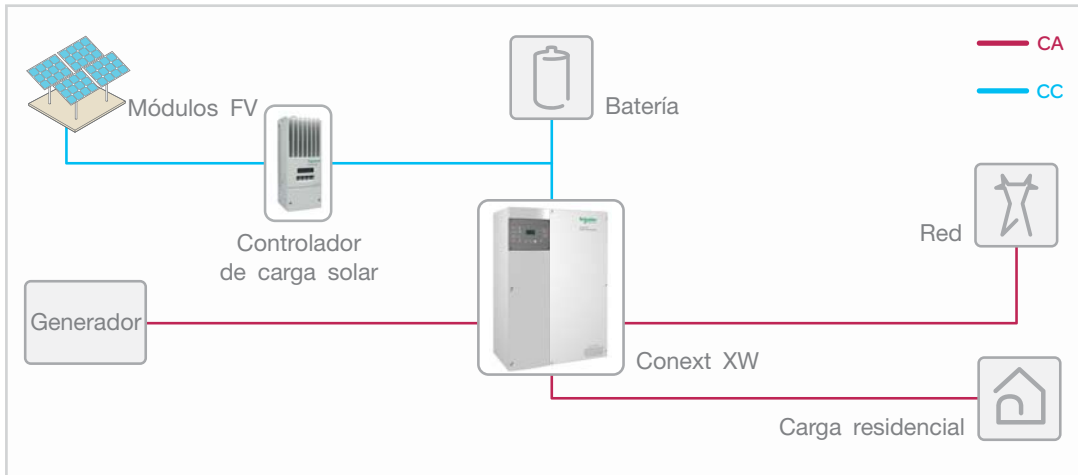 CA
CC
Módulos FV
Batería
Controlador
de carga solar
Red
Generador
Conext XW
Carga residencial